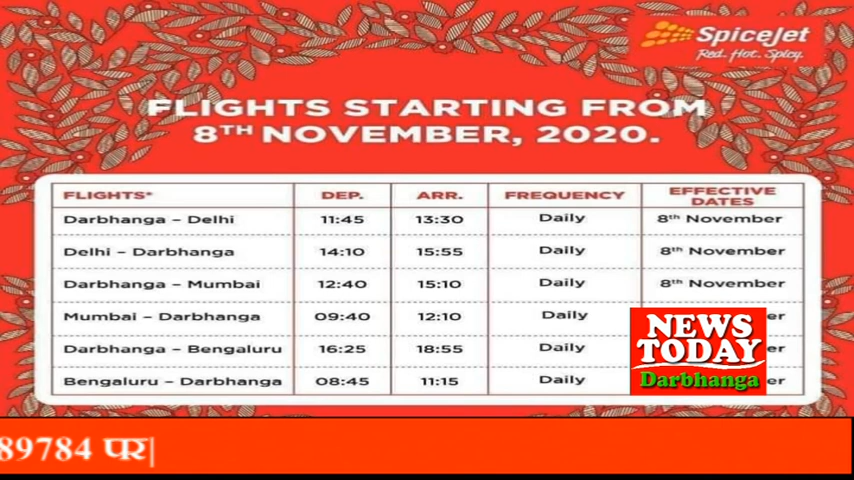 SpiceJet
Red. Hot. Spicy.
FLIGHTS STARTING FROM
8TH NOVEMBER, 2020.
FLIGHTS* DEP. ARR. FREQUENCY EFFECTIVE DATES
Darbhanga – Delhi 11:45 13:30 Daily 8th November
Delhi – Darbhanga 14:10 15:55 Daily 8th November
Darbhanga – Mumbai 12:40 15:10 Daily 8th November
Mumbai – Darbhanga 09:40 12:10 Daily
Darbhanga – Bengaluru 16:25 18:55 Daily
Bengaluru – Darbhanga 08:45 11:15 Daily
NEWS
TODAY
Darbhanga
89784 पर|